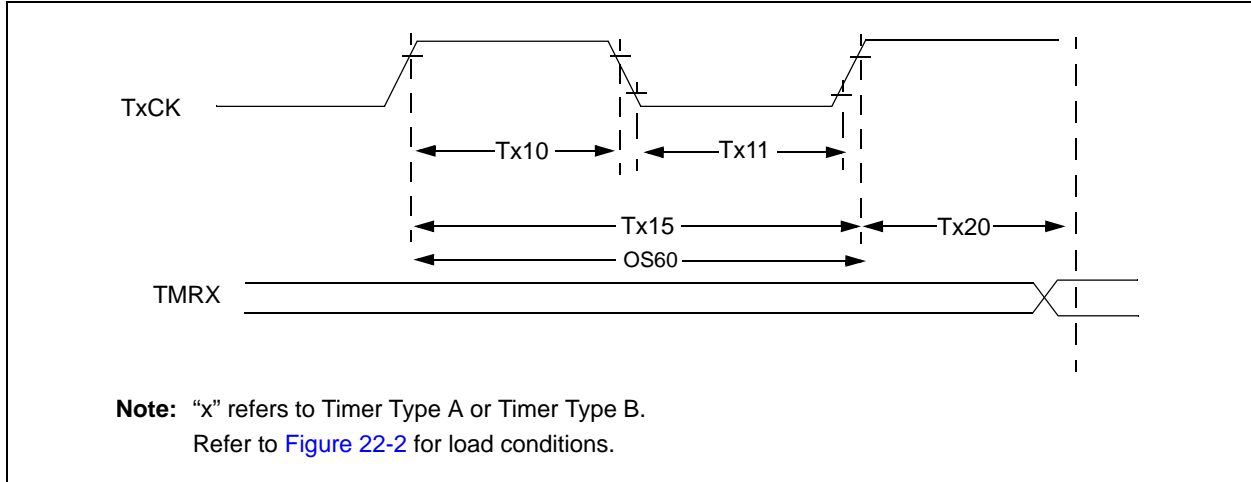 TxCK
Tx10
Tx11
Tx15
Tx20
OS60
TMRX
Note: “x” refers to Timer Type A or Timer Type B.
Refer to Figure 22-2 for load conditions.